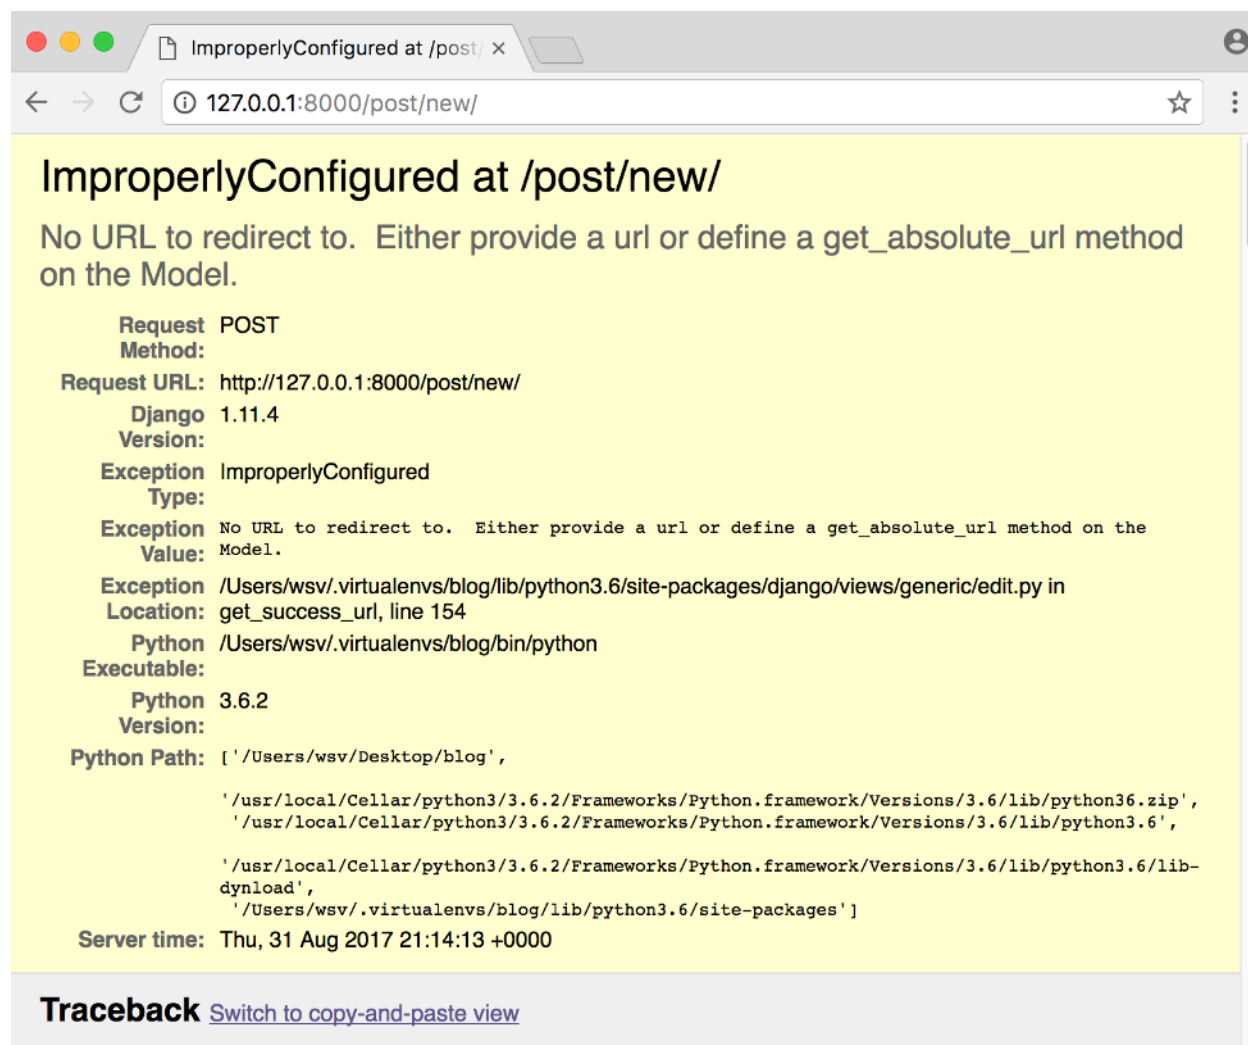 ImproperlyConfigured at /post/
127.0.0.1:8000/post/new/
ImproperlyConfigured at /post/new/
No URL to redirect to.  Either provide a url or define a get_absolute_url method
on the Model.
Request POST
Method:
Request URL: http://127.0.0.1:8000/post/new/
Django 1.11.4
Version:
Exception ImproperlyConfigured
Type:
Exception No URL to redirect to.  Either provide a url or define a get_absolute_url method on the
Value: Model.
Exception /Users/wsv/.virtualenvs/blog/lib/python3.6/site-packages/django/views/generic/edit.py in
Location: get_success_url, line 154
Python /Users/wsv/.virtualenvs/blog/bin/python
Executable:
Python 3.6.2
Version:
Python Path: ['/Users/wsv/Desktop/blog',
'/usr/local/Cellar/python3/3.6.2/Frameworks/Python.framework/Versions/3.6/lib/python36.zip',
'/usr/local/Cellar/python3/3.6.2/Frameworks/Python.framework/Versions/3.6/lib/python3.6',
'/usr/local/Cellar/python3/3.6.2/Frameworks/Python.framework/Versions/3.6/lib/python3.6/lib-
dynload',
'/Users/wsv/.virtualenvs/blog/lib/python3.6/site-packages']
Server time: Thu, 31 Aug 2017 21:14:13 +0000
Traceback Switch to copy-and-paste view